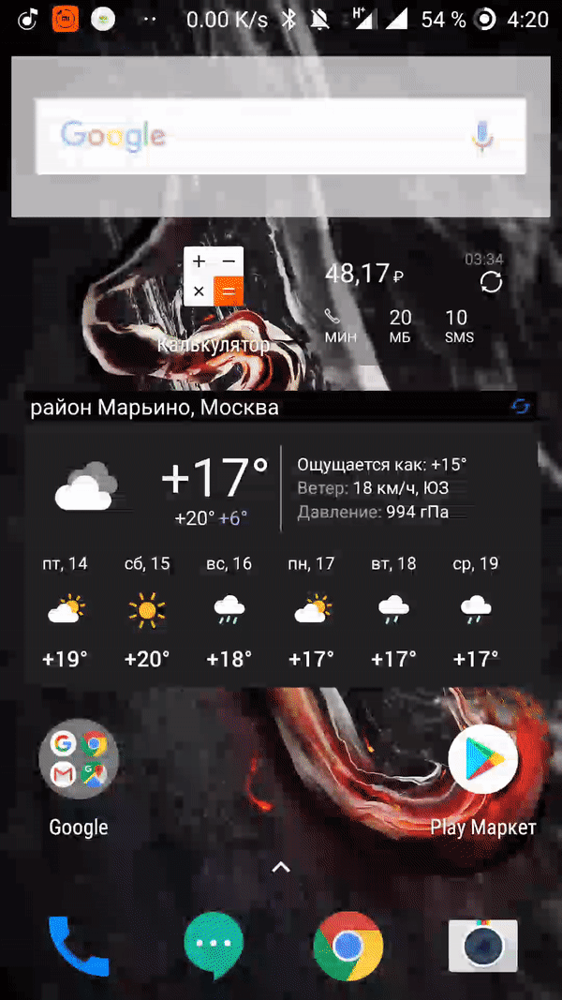 0.00 K/s H+ 54 % 4:20
Google
+ −
× =
Калькулятор
03:34
48,17 ₽
20 10
МИН МБ SMS
район Марьино, Москва
+17°
+20° +6°
Ощущается как: +15°
Ветер: 18 км/ч, ЮЗ
Давление: 994 гПа
пт, 14 сб, 15 вс, 16 пн, 17 вт, 18 ср, 19
+19° +20° +18° +17° +17° +17°
Google Play Маркет